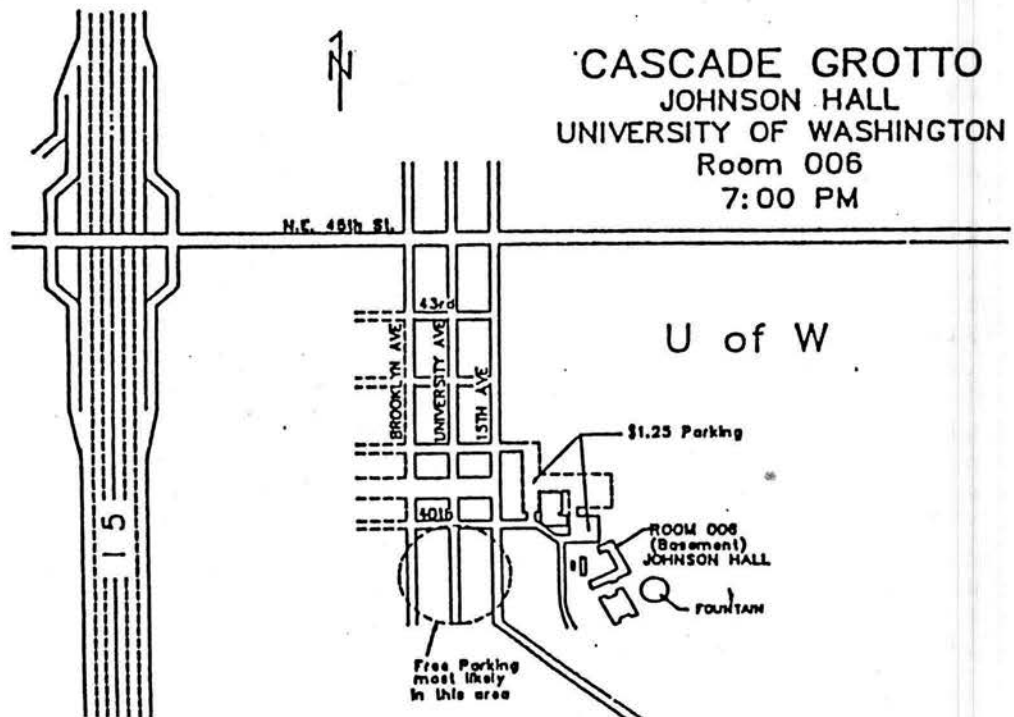 N
CASCADE GROTTO
JOHNSON HALL
UNIVERSITY OF WASHINGTON
Room 006
7:00 PM
N.E. 45th St.
43rd
BROOKLYN AVE
UNIVERSITY AVE
15TH AVE
U of W
$1.25 Parking
40th
I 5
ROOM 006
(Basement)
JOHNSON HALL
FOUNTAIN
Free Parking
most likely
in this area